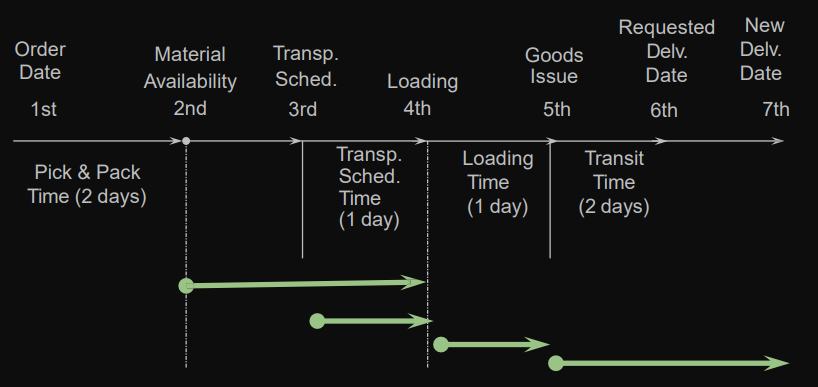 Order
Date
1st
Material
Availability
2nd
Transp.
Sched.
3rd
Loading
4th
Goods
Issue
5th
Requested
Delv.
Date
6th
New
Delv.
Date
7th
Pick & Pack
Time (2 days)
Transp.
Sched.
Time
(1 day)
Loading
Time
(1 day)
Transit
Time
(2 days)